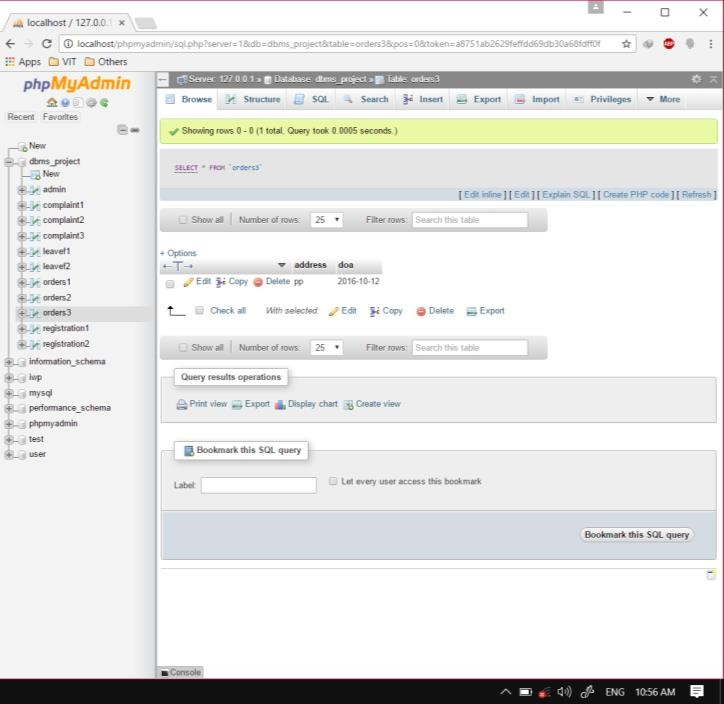 localhost / 127.0.0.1
localhost/phpmyadmin/sql.php?server=1&db=dbms_project&table=orders3&pos=0&token=a8751ab2629feffdd69db30a68fdff0f
Apps VIT Others
phpMyAdmin
Recent Favorites
New
dbms_project
New
admin
complaint1
complaint2
complaint3
leavef1
leavef2
orders1
orders2
orders3
registration1
registration2
information_schema
iwp
mysql
performance_schema
phpmyadmin
test
user
Server: 127.0.0.1 » Database: dbms_project » Table: orders3
Browse Structure SQL Search Insert Export Import Privileges More
Showing rows 0 - 0 (1 total, Query took 0.0005 seconds.)
SELECT * FROM `orders3`
[ Edit inline ] [ Edit ] [ Explain SQL ] [ Create PHP code ] [ Refresh ]
Show all Number of rows: 25 Filter rows: Search this table
+ Options
←T→ address doa
Edit Copy Delete pp 2016-10-12
Check all With selected: Edit Copy Delete Export
Show all Number of rows: 25 Filter rows: Search this table
Query results operations
Print view Export Display chart Create view
Bookmark this SQL query
Label: Let every user access this bookmark
Bookmark this SQL query
Console
ENG 10:56 AM